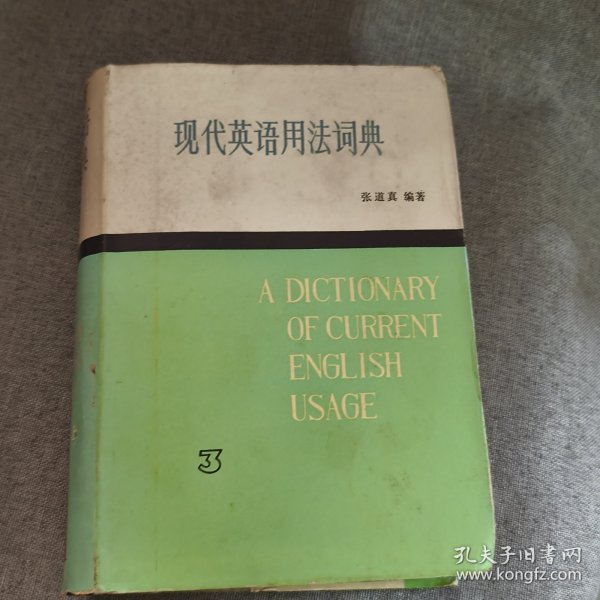 现代英语用法词典
张道真 编著
A DICTIONARY
OF CURRENT
ENGLISH
USAGE
3
孔夫子旧书网
www.kongfz.com